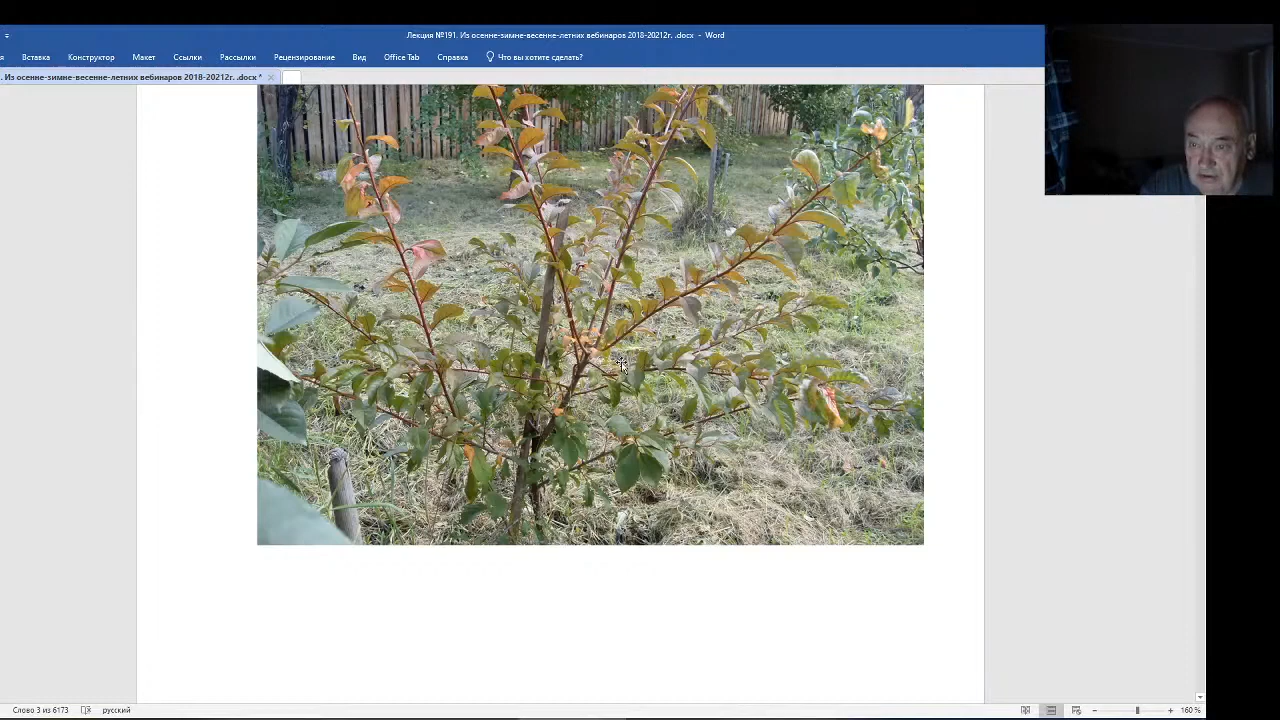 Лекция №191. Из осенне-зимне-весенне-летних вебинаров 2018-20212г. .docx - Word
я Вставка Конструктор Макет Ссылки Рассылки Рецензирование Вид Office Tab Справка Что вы хотите сделать?
. Из осенне-зимне-весенне-летних вебинаров 2018-20212г. .docx *
Слово 3 из 6173 русский 160 %